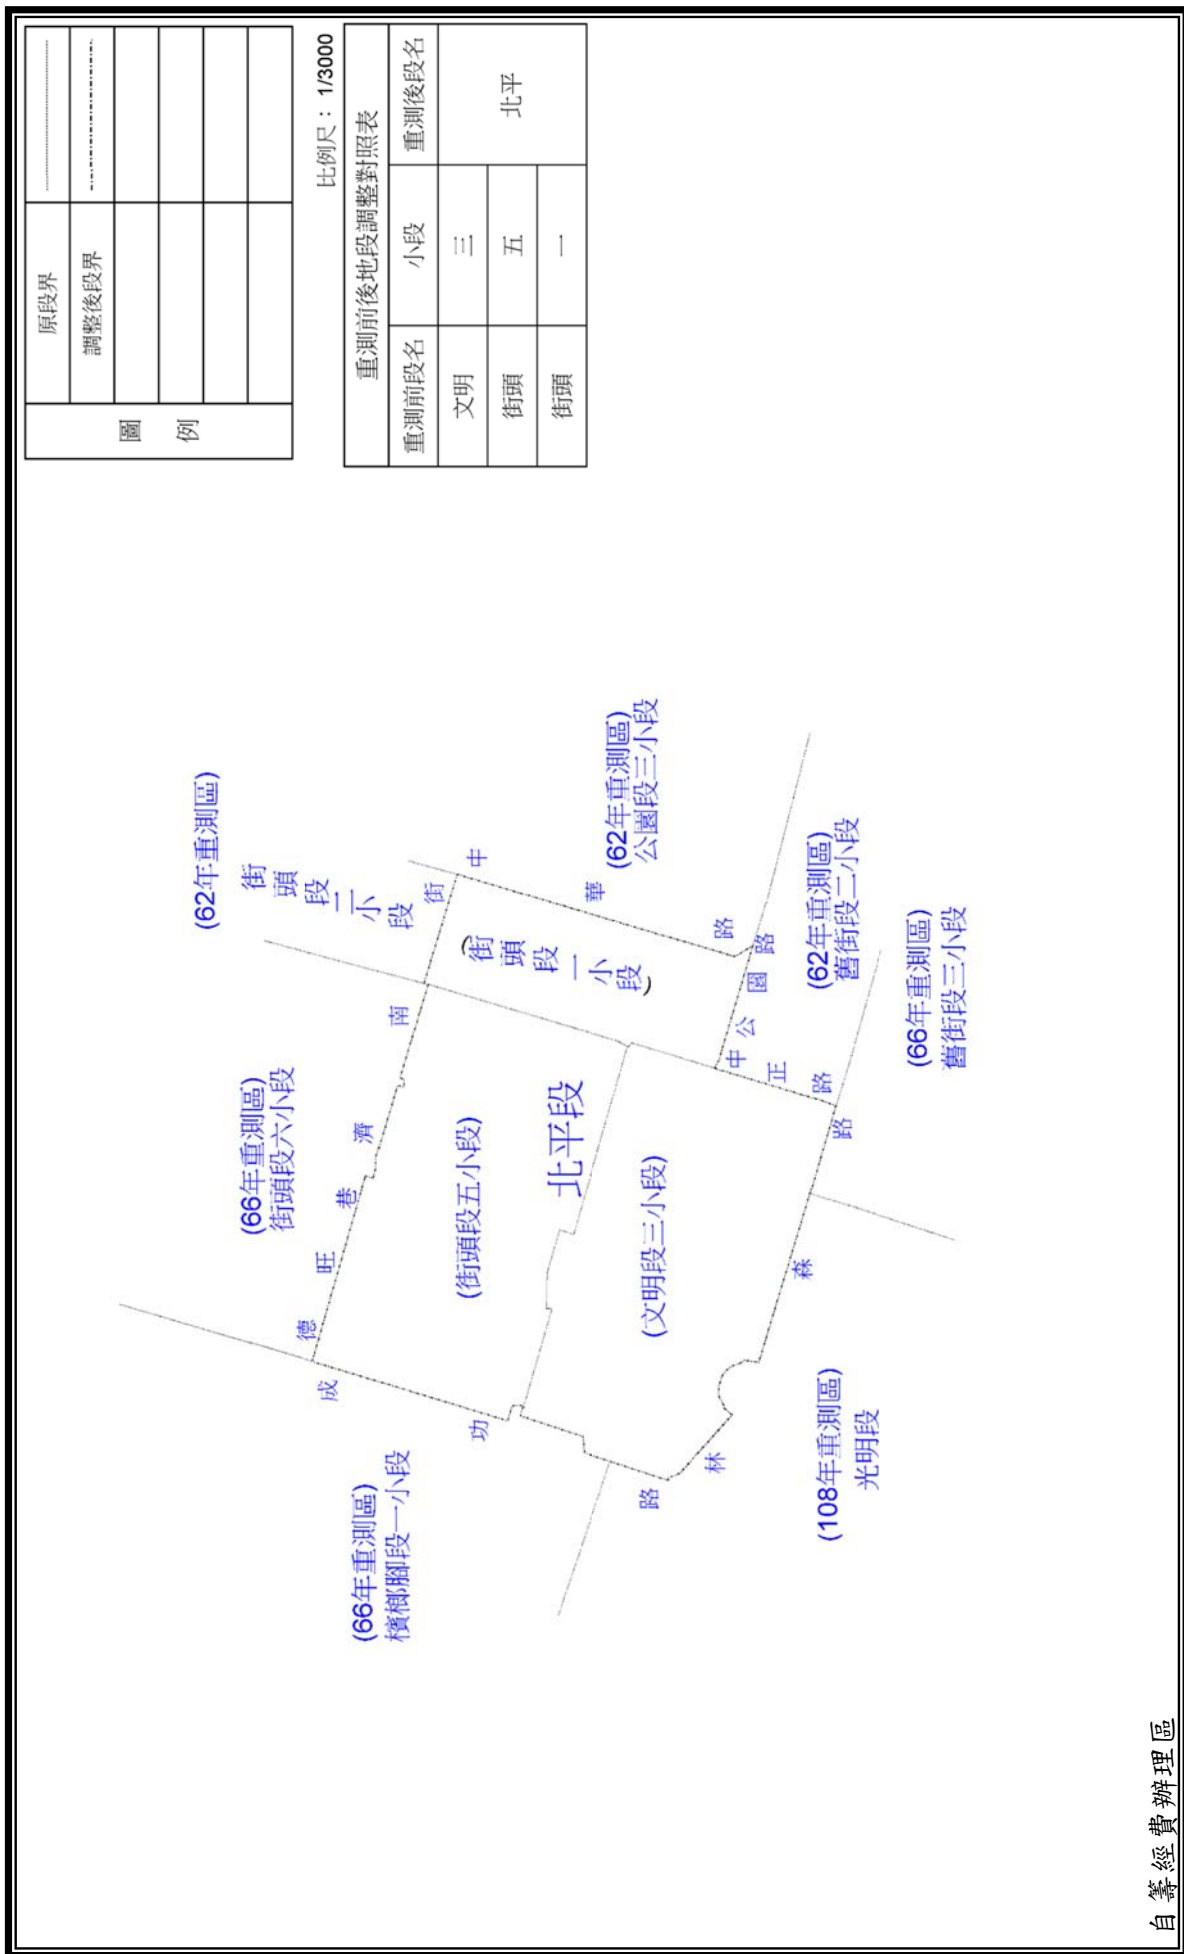 圖例
原段界
調整後段界
比例尺：1/3000
重測前後地段調整對照表
重測前段名 小段 重測後段名
文明 三 北平
街頭 五
街頭 一
(62年重測區)
街頭段二小段
(66年重測區)
街頭段六小段
(62年重測區)
公園段三小段
(街頭段一小段)
(街頭段五小段)
北平段
(文明段三小段)
(62年重測區)
舊街段二小段
(66年重測區)
舊街段三小段
(66年重測區)
檳榔腳段一小段
(108年重測區)
光明段
德旺巷
濟南街
中華路
公園路
中正路
成功路
林森路
自籌經費辦理區